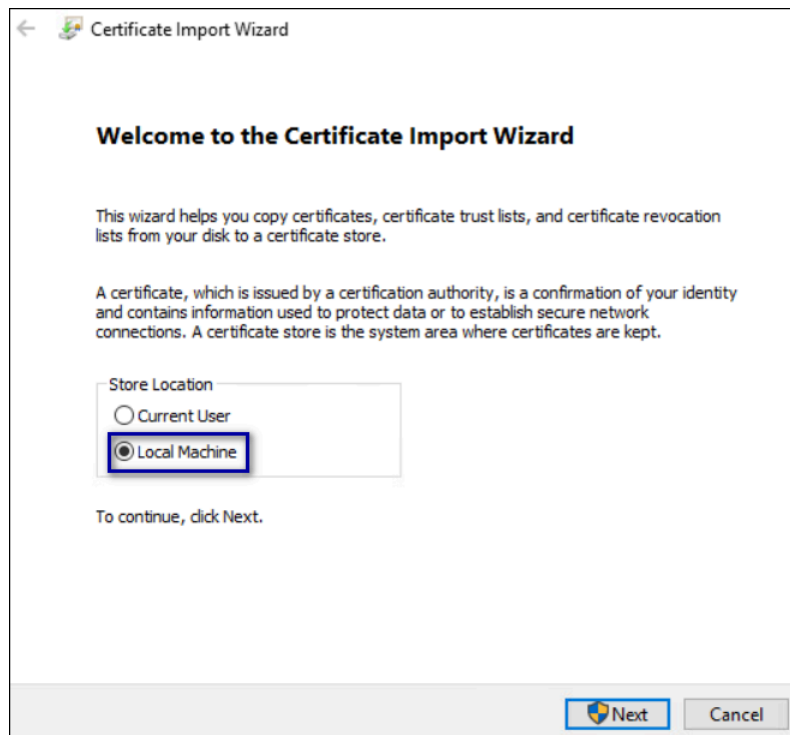 Certificate Import Wizard
Welcome to the Certificate Import Wizard
This wizard helps you copy certificates, certificate trust lists, and certificate revocation
lists from your disk to a certificate store.
A certificate, which is issued by a certification authority, is a confirmation of your identity
and contains information used to protect data or to establish secure network
connections. A certificate store is the system area where certificates are kept.
Store Location
Current User
Local Machine
To continue, click Next.
Next
Cancel